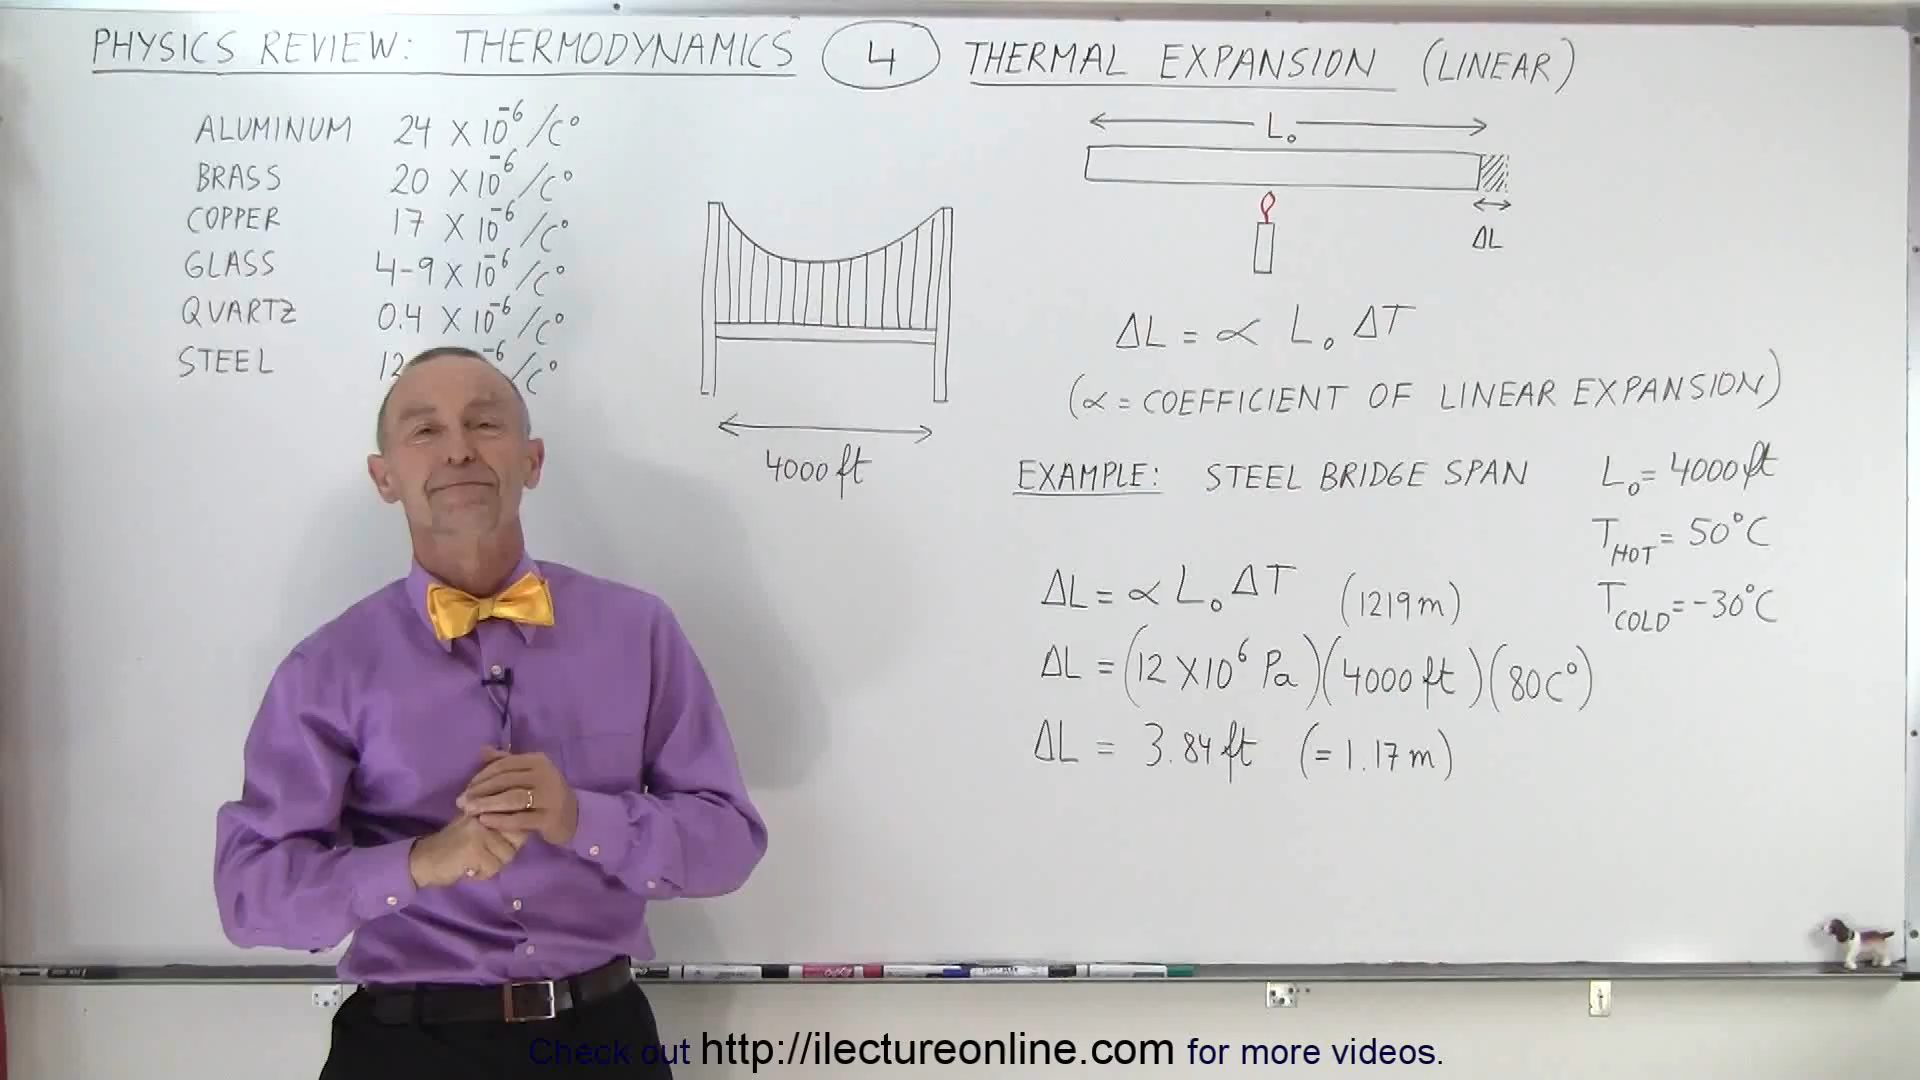 PHYSICS REVIEW: THERMODYNAMICS 4 THERMAL EXPANSION (LINEAR)
ALUMINUM 24 X 10⁻⁶ /C°
BRASS 20 X 10⁻⁶ /C°
COPPER 17 X 10⁻⁶ /C°
GLASS 4-9 X 10⁻⁶ /C°
QUARTZ 0.4 X 10⁻⁶ /C°
STEEL 12 ⁻⁶ /C°
4000 ft
L₀
ΔL
ΔL = α L₀ ΔT
(α = COEFFICIENT OF LINEAR EXPANSION)
EXAMPLE: STEEL BRIDGE SPAN
L₀ = 4000 ft
T_HOT = 50°C
T_COLD = -30°C
ΔL = α L₀ ΔT (1219 m)
ΔL = (12 X 10⁶ Pa)(4000 ft)(80 C°)
ΔL = 3.84 ft (= 1.17 m)
Check out http://ilectureonline.com for more videos.